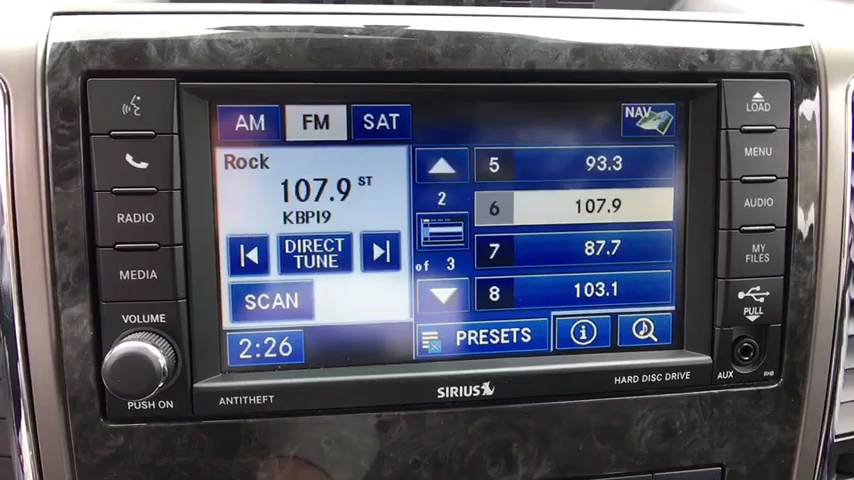 AM FM SAT NAV
LOAD
MENU
AUDIO
MY
FILES
PULL
AUX
RHB
RADIO
MEDIA
VOLUME
PUSH ON
Rock
107.9 ST
KBPI9
DIRECT
TUNE
SCAN
2:26
2
of 3
5 93.3
6 107.9
7 87.7
8 103.1
PRESETS
i
ANTITHEFT
SIRIUS
HARD DISC DRIVE